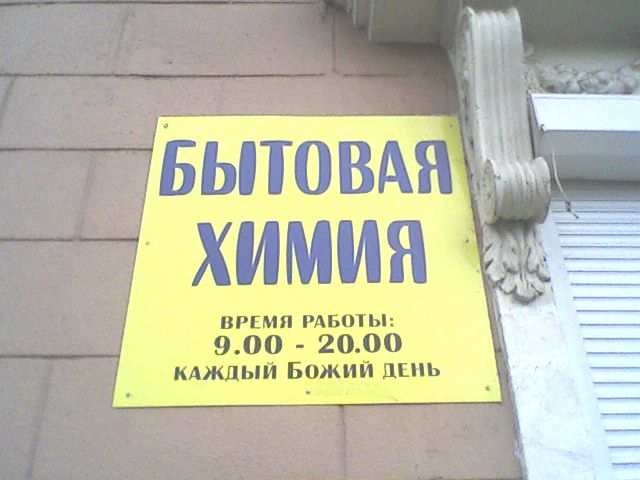 БЫТОВАЯ
ХИМИЯ
ВРЕМЯ РАБОТЫ:
9.00 - 20.00
КАЖДЫЙ БОЖИЙ ДЕНЬ